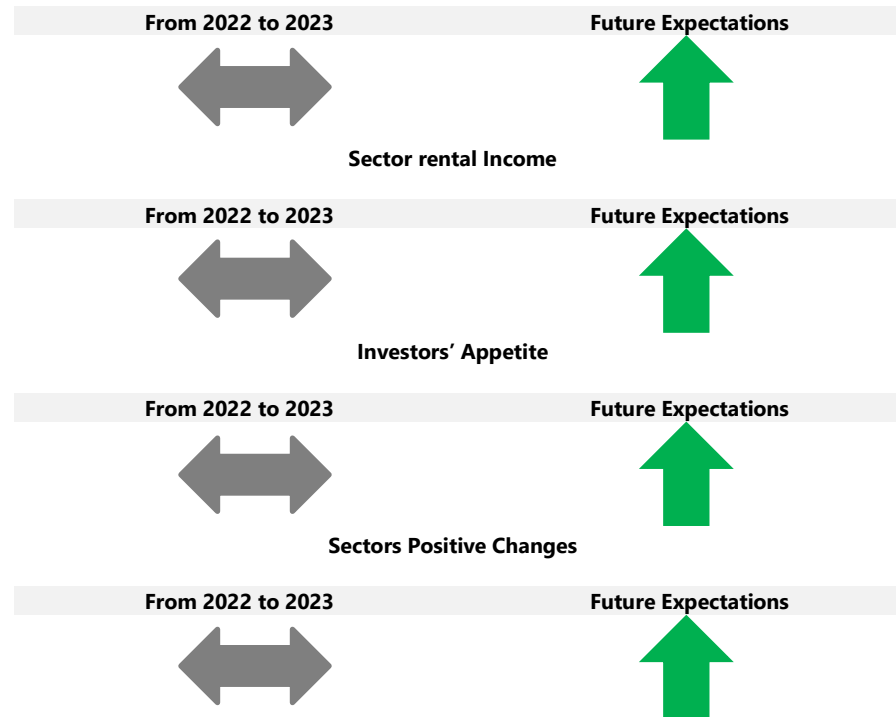 From 2022 to 2023 Future Expectations
Sector rental Income
From 2022 to 2023 Future Expectations
Investors’ Appetite
From 2022 to 2023 Future Expectations
Sectors Positive Changes
From 2022 to 2023 Future Expectations